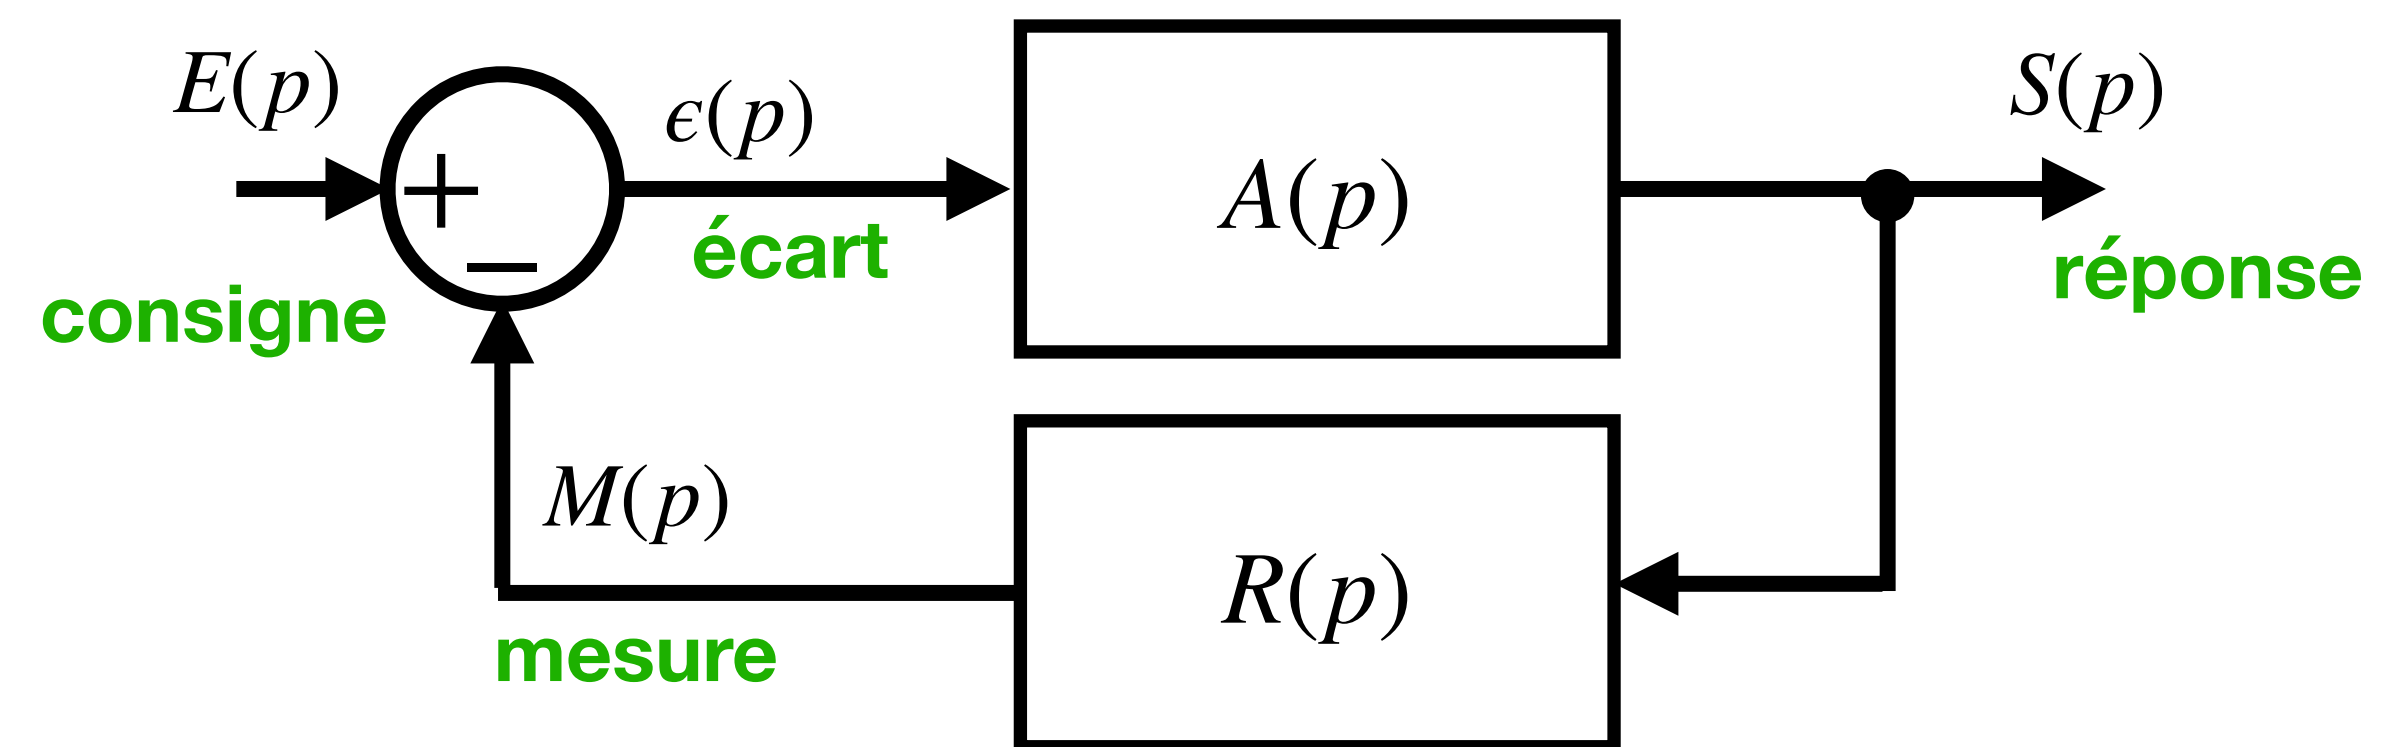 E(p)
S(p)
ϵ(p)
+
A(p)
écart
−
consigne
réponse
M(p)
R(p)
mesure